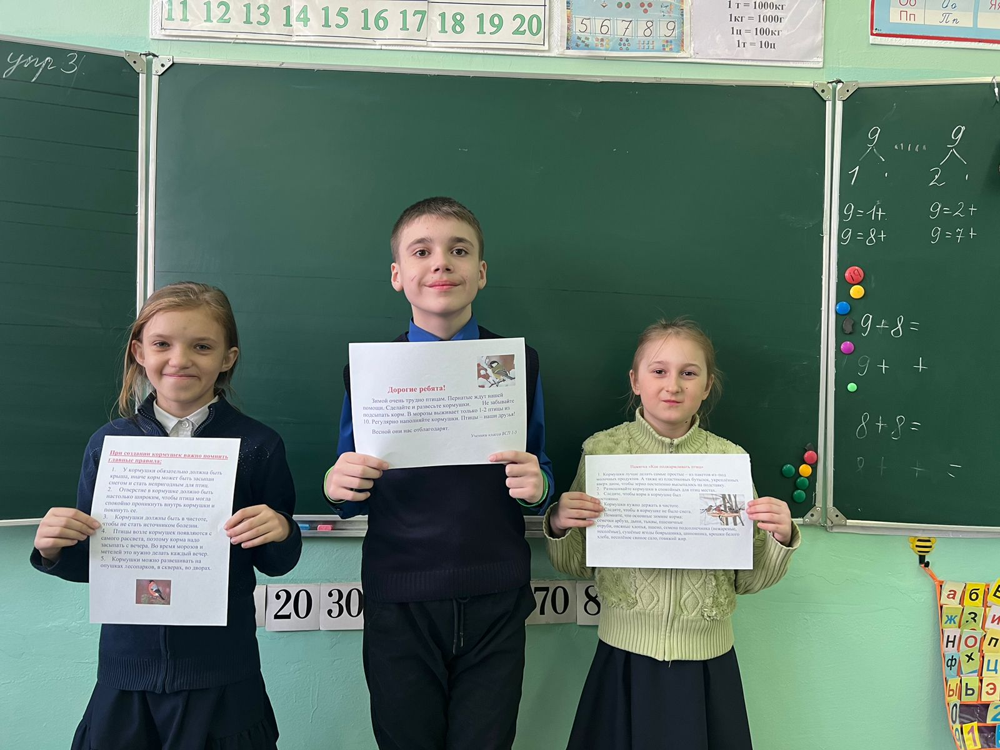 11 12 13 14 15 16 17 18 19 20
5 6 7 8 9
1 т = 1000кг
1кг = 1000г
1ц = 100кг
1т = 10ц
Оо Оо Яя
Пп Пп
упр 3
9 9
1 2
9=1+ 9=2+
9=8+ 9=7+
9+8=
9+ +
8+8=
+ + =
При создании кормушек важно помнить
главные правила:
1. У кормушки обязательно должна быть
крыша, иначе корм может быть засыпан
снегом и стать непригодным для птиц.
2. Отверстие в кормушке должно быть
настолько широким, чтобы птица могла
спокойно проникнуть внутрь кормушки и
покинуть ее.
3. Кормушки должны быть в чистоте,
чтобы не стать источником болезни.
4. Птицы возле кормушек появляются с
самого рассвета, поэтому корма надо
засыпать с вечера. Во время морозов и
метелей это нужно делать каждый вечер.
5. Кормушки можно развешивать на
опушках лесопарков, в скверах, во дворах.
Дорогие ребята!
Зимой очень трудно птицам. Пернатые ждут нашей
помощи. Сделайте и развесьте кормушки. Не забывайте
подсыпать корм. В морозы выживает только 1-2 птицы из
10. Регулярно наполняйте кормушки. Птицы – наши друзья!
Весной они нас отблагодарят.
Ученики класса ВСП 1-3
Памятка «Как подкармливать птиц»
1. Кормушки лучше делать самые простые – из пакетов из-под
молочных продуктов. А также из пластиковых бутылок, укреплённых
вверх дном, чтобы зерно постепенно высыпалось на подставку.
2. Развешивайте кормушки в спокойных для птиц местах.
3. Следите, чтобы корм в кормушке был
постоянно.
Кормушки нужно держать в чистоте.
Следите, чтобы в кормушке не было снега.
Помните, что основные зимние корма:
семечки арбуза, дыни, тыквы, пшеничные
отруби, овсяные хлопья, пшено, семена подсолнечника (нежареные,
несолёные), сушёные ягоды боярышника, шиповника, крошки белого
хлеба, несолёное свиное сало, говяжий жир.
20 30 70 8
а б
ж з и
н о п
ф х ц
ы ь э
0 2
9 1